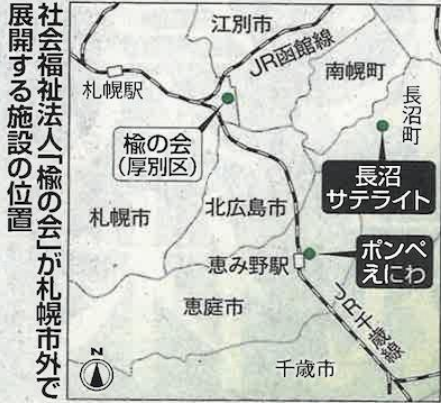 社会福祉法人「楡の会」が札幌市外で
展開する施設の位置
江別市
JR函館線
南幌町
長沼町
札幌駅
楡の会
(厚別区)
長沼
サテライト
札幌市
北広島市
恵み野駅
ポンペ
えにわ
恵庭市
JR千歳線
千歳市
N